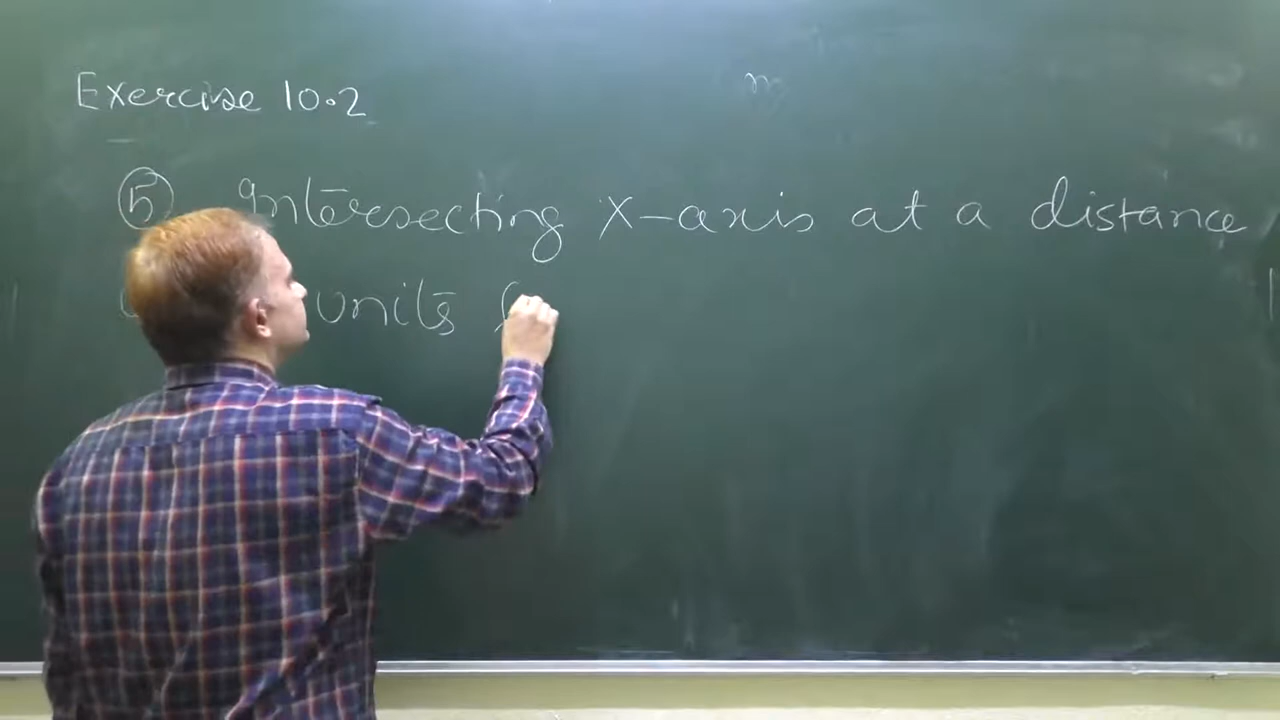 Exercise 10.2
5 Intersecting x-axis at a distance
units